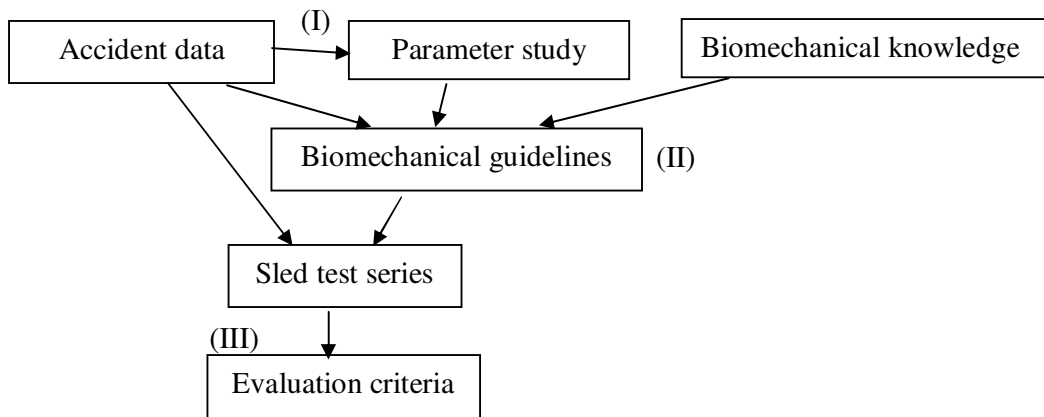 (I)
Accident data
Parameter study
Biomechanical knowledge
Biomechanical guidelines
(II)
Sled test series
(III)
Evaluation criteria